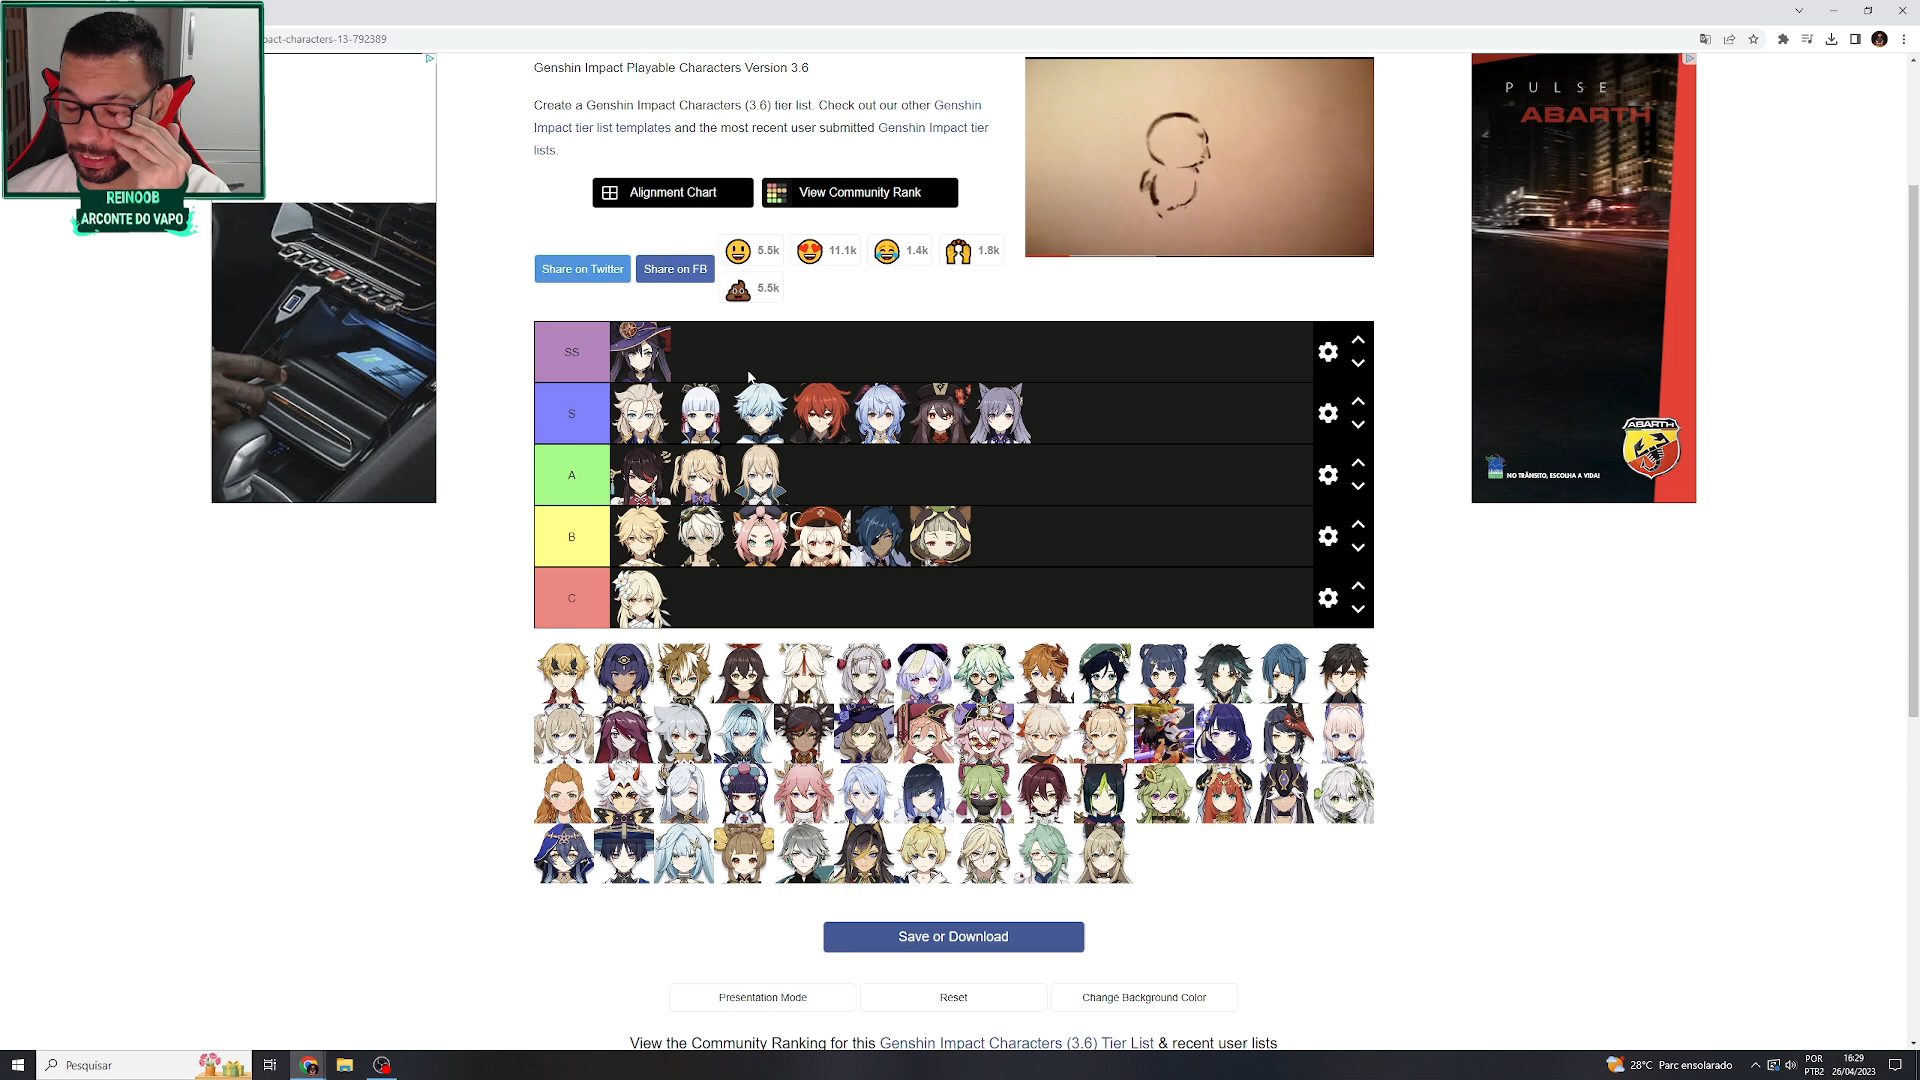 pact-characters-13-792389
REINOOB
ARCONTE DO VAPO
Genshin Impact Playable Characters Version 3.6
Create a Genshin Impact Characters (3.6) tier list. Check out our other Genshin
Impact tier list templates and the most recent user submitted Genshin Impact tier
lists.
Alignment Chart
View Community Rank
Share on Twitter
Share on FB
5.5k
11.1k
1.4k
1.8k
5.5k
PULSE
ABARTH
ABARTH
NO TRÂNSITO, ESCOLHA A VIDA!
SS
S
A
B
C
Save or Download
Presentation Mode
Reset
Change Background Color
View the Community Ranking for this Genshin Impact Characters (3.6) Tier List & recent user lists
Pesquisar
28°C Parc ensolarado
POR
PTB2
16:29
26/04/2023